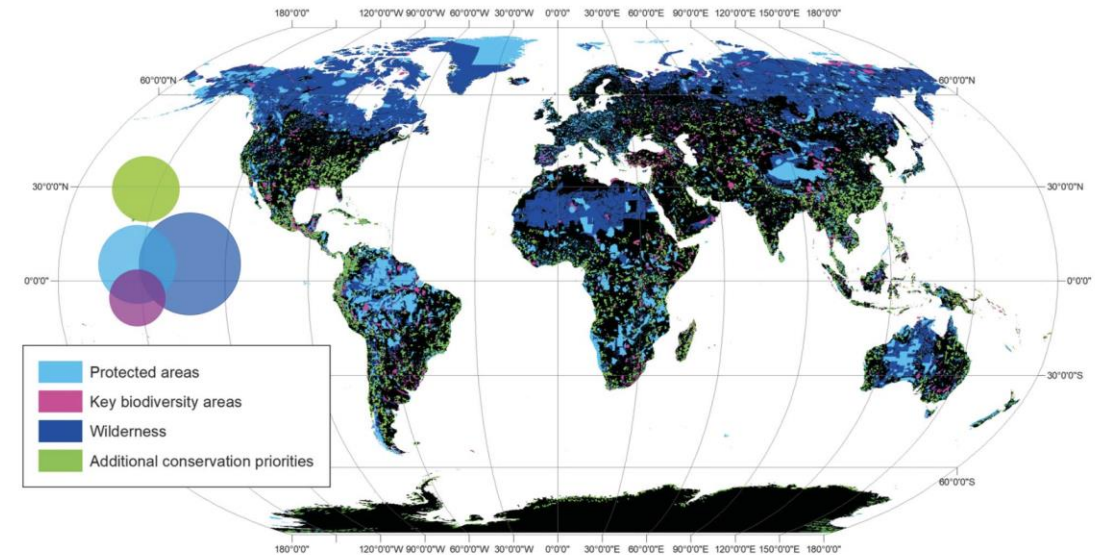 180°0'0" 120°0'0"W 90°0'0"W 60°0'0"W 30°0'0"W 0°0'0" 30°0'0"E 60°0'0"E 90°0'0"E 120°0'0"E 150°0'0"E 180°0'0"
60°0'0"N 60°0'0"N
30°0'0"N 30°0'0"N
0°0'0" 0°0'0"
Protected areas
Key biodiversity areas
Wilderness
Additional conservation priorities
30°0'0"S
60°0'0"S
180°0'0" 120°0'0"W 90°0'0"W 60°0'0"W 30°0'0"W 0°0'0" 30°0'0"E 60°0'0"E 90°0'0"E 120°0'0"E 150°0'0"E 180°0'0"